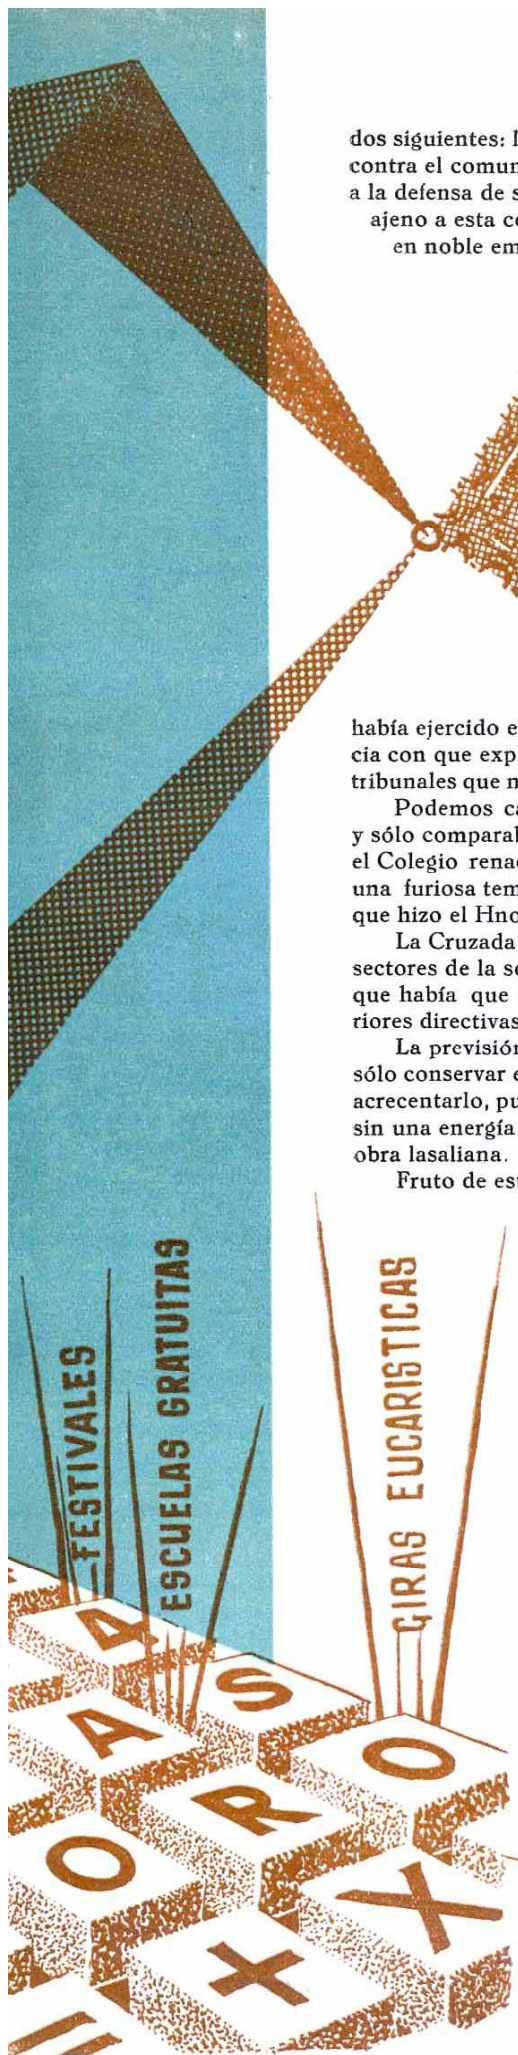 dos siguientes:
contra el comun
a la defensa de s
ajeno a esta co
en noble em
había ejercido e
cia con que expl
tribunales que n
Podemos ca
y sólo comparab
el Colegio renac
una furiosa tem
que hizo el Hno
La Cruzada
sectores de la so
que había que
riores directivas
La previsión
sólo conservar e
acrecentarlo, pu
sin una energía
obra lasaliana.
Fruto de est
FESTIVALES
ESCUELAS GRATUITAS
GIRAS EUCARISTICAS
4 S O
A R X
O +